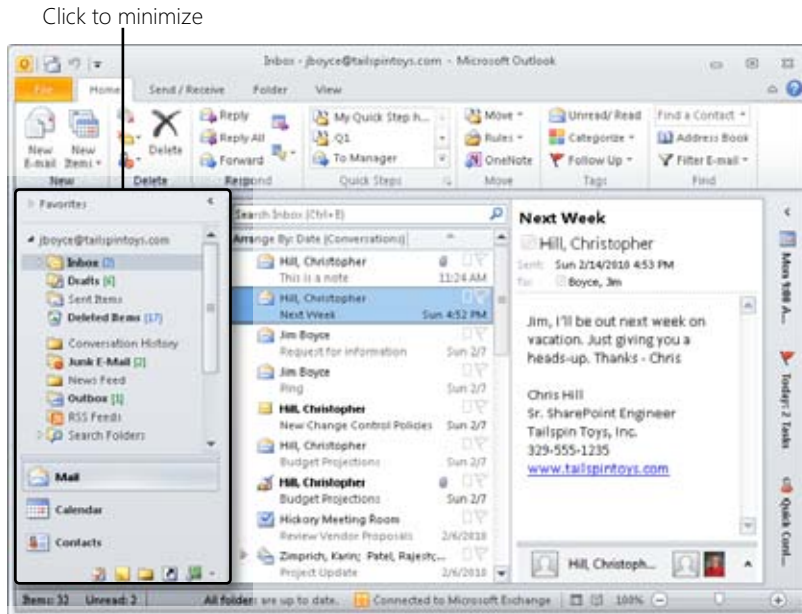 Click to minimize
Inbox - jboyce@tailspintoys.com - Microsoft Outlook
File Home Send / Receive Folder View
New E-mail
New Items
Delete
Reply
Reply All
Forward
My Quick Step h...
Q1
To Manager
Move
Rules
OneNote
Unread/ Read
Categorize
Follow Up
Find a Contact
Address Book
Filter E-mail
New Delete Respond Quick Steps Move Tags Find
Favorites
jboyce@tailspintoys.com
Inbox (2)
Drafts [6]
Sent Items
Deleted Items (17)
Conversation History
Junk E-Mail [2]
News Feed
Outbox [1]
RSS Feeds
Search Folders
Mail
Calendar
Contacts
Search Inbox (Ctrl+E)
Arrange By: Date (Conversations)
Hill, Christopher
This is a note 11:24 AM
Hill, Christopher
Next Week Sun 4:52 PM
Jim Boyce
Request for information Sun 2/7
Jim Boyce
Ring Sun 2/7
Hill, Christopher
New Change Control Policies Sun 2/7
Hill, Christopher
Budget Projections Sun 2/7
Hill, Christopher
Budget Projections Sun 2/7
Hickory Meeting Room
Review Vendor Proposals 2/6/2010
Zimprich, Karin; Patel, Rajesh;...
Project Update 2/6/2010
Next Week
Hill, Christopher
Sent: Sun 2/14/2010 4:53 PM
To: Boyce, Jim
Jim, I'll be out next week on
vacation. Just giving you a
heads-up. Thanks - Chris
Chris Hill
Sr. SharePoint Engineer
Tailspin Toys, Inc.
329-555-1235
www.tailspintoys.com
Hill, Christoph...
Mon 9:00 A...
Today: 2 Tasks
Quick Cont...
Items: 32 Unread: 2 All folders are up to date. Connected to Microsoft Exchange 100%